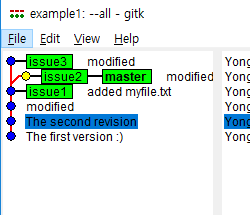 example1: --all - gitk
File Edit View Help
issue3 modified Yong
issue2 master modified Yong
issue1 added myfile.txt Yong
modified Yong
The second revision Yong
The first version :) Yong